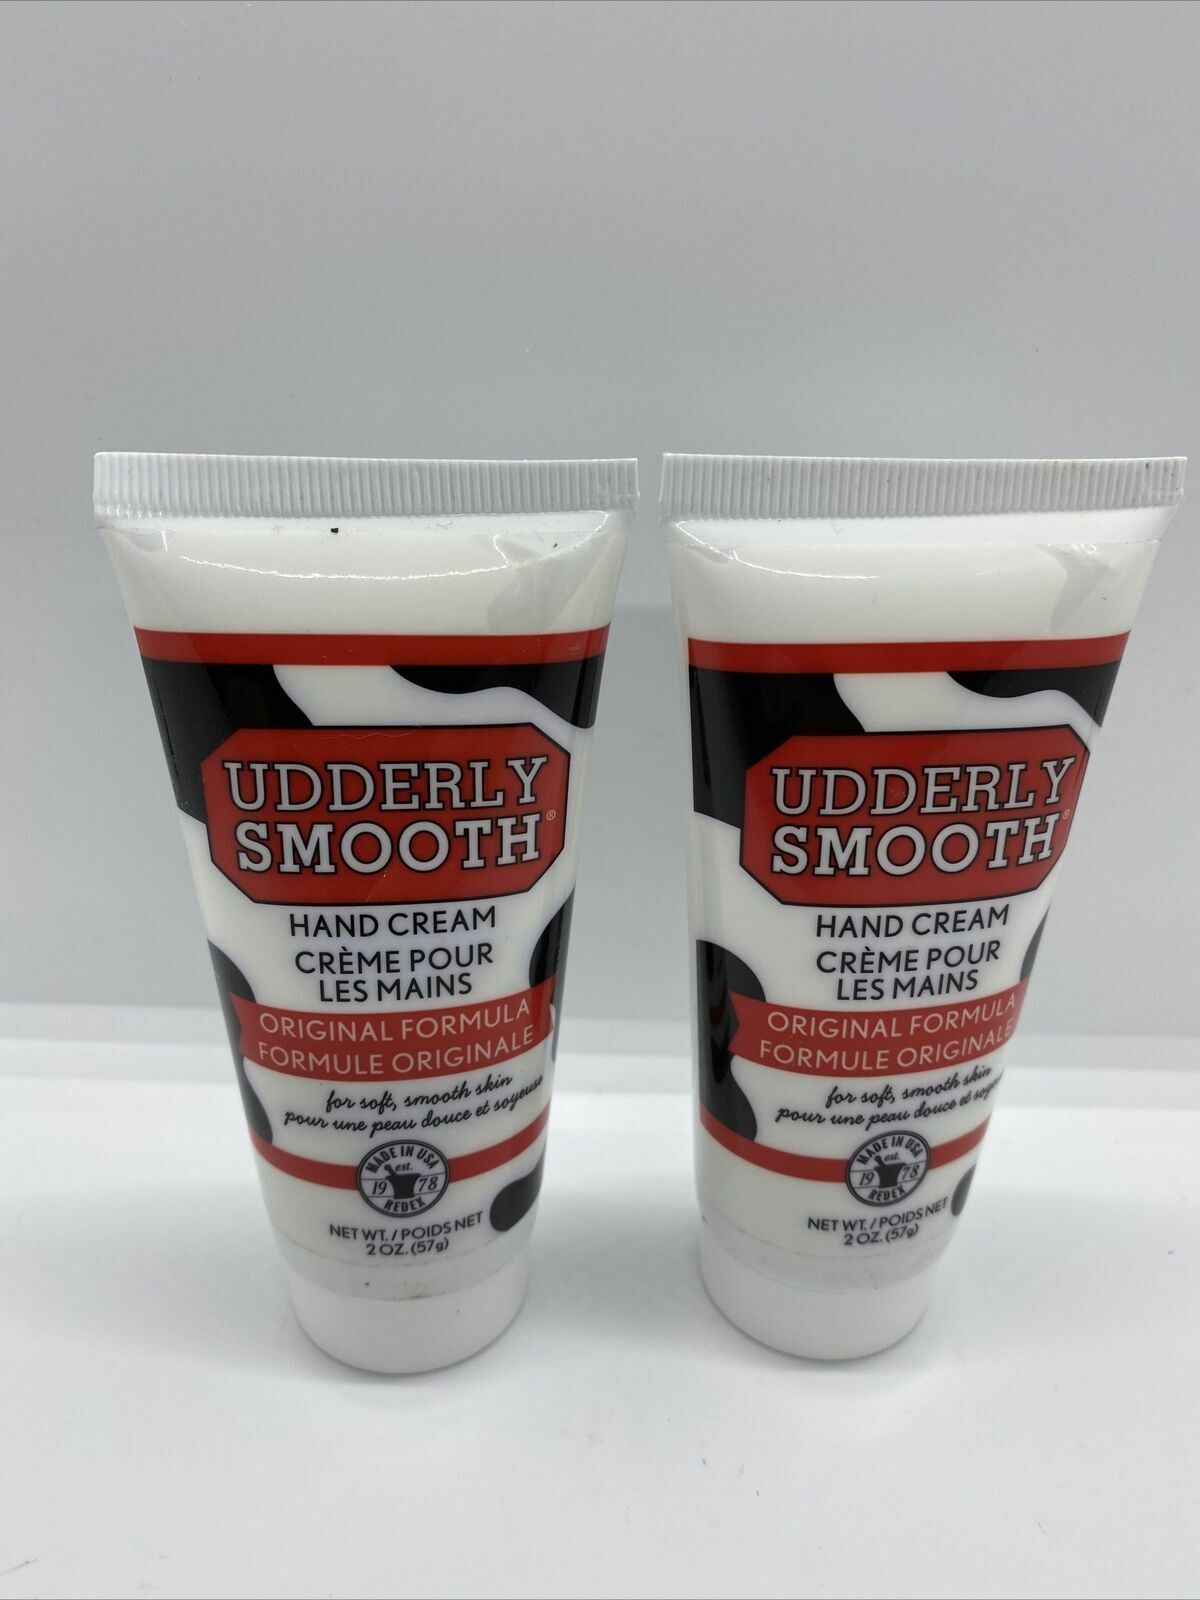 UDDERLY
SMOOTH®
HAND CREAM
CRÈME POUR
LES MAINS
ORIGINAL FORMULA
FORMULE ORIGINALE
for soft, smooth skin
pour une peau douce et soyeuse
MADE IN USA
est.
19 78
REDEX
NET WT. / POIDS NET
2 OZ. (57g)
UDDERLY
SMOOTH®
HAND CREAM
CRÈME POUR
LES MAINS
ORIGINAL FORMULA
FORMULE ORIGINALE
for soft, smooth skin
pour une peau douce et
MADE IN USA
est.
19 78
REDEX
NET WT. / POIDS NET
2 OZ. (57g)